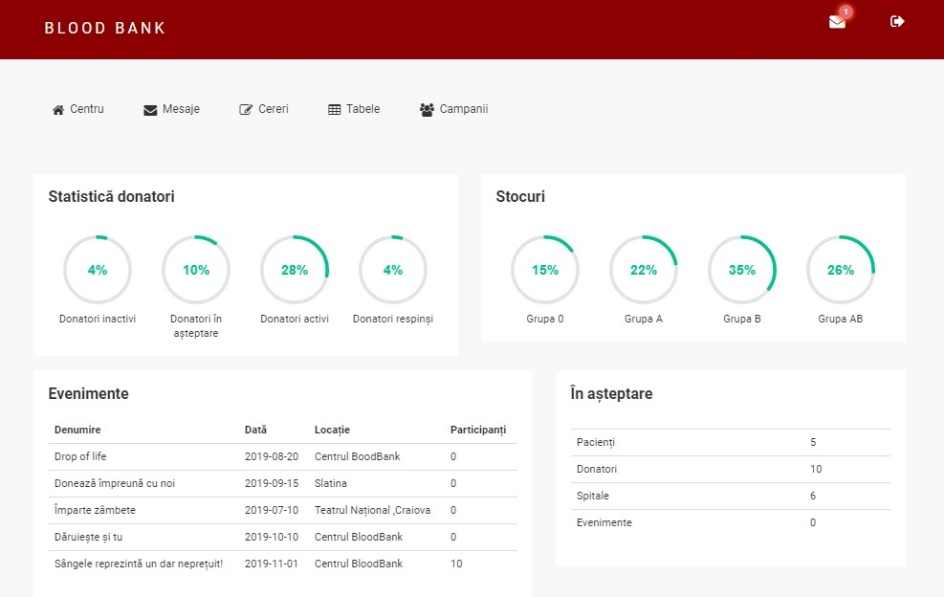 BLOOD BANK
1
Centru Mesaje Cereri Tabele Campanii
Statistică donatori
4% 10% 28% 4%
Donatori inactivi Donatori în așteptare Donatori activi Donatori respinși
Stocuri
15% 22% 35% 26%
Grupa 0 Grupa A Grupa B Grupa AB
Evenimente
Denumire Dată Locație Participanți
Drop of life 2019-08-20 Centrul BoodBank 0
Donează împreună cu noi 2019-09-15 Slatina 0
Împarte zâmbete 2019-07-10 Teatrul Național ,Craiova 0
Dăruiește și tu 2019-10-10 Centrul BloodBank 0
Sângele reprezintă un dar neprețuit! 2019-11-01 Centrul BloodBank 10
În așteptare
Pacienți 5
Donatori 10
Spitale 6
Evenimente 0